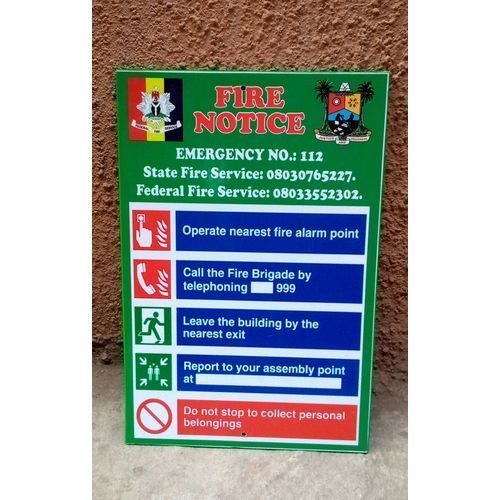 FIRE
NOTICE
EMERGENCY NO.: 112
State Fire Service: 08030765227.
Federal Fire Service: 08033552302.
Operate nearest fire alarm point
Call the Fire Brigade by
telephoning 999
Leave the building by the
nearest exit
Report to your assembly point
at
Do not stop to collect personal
belongings